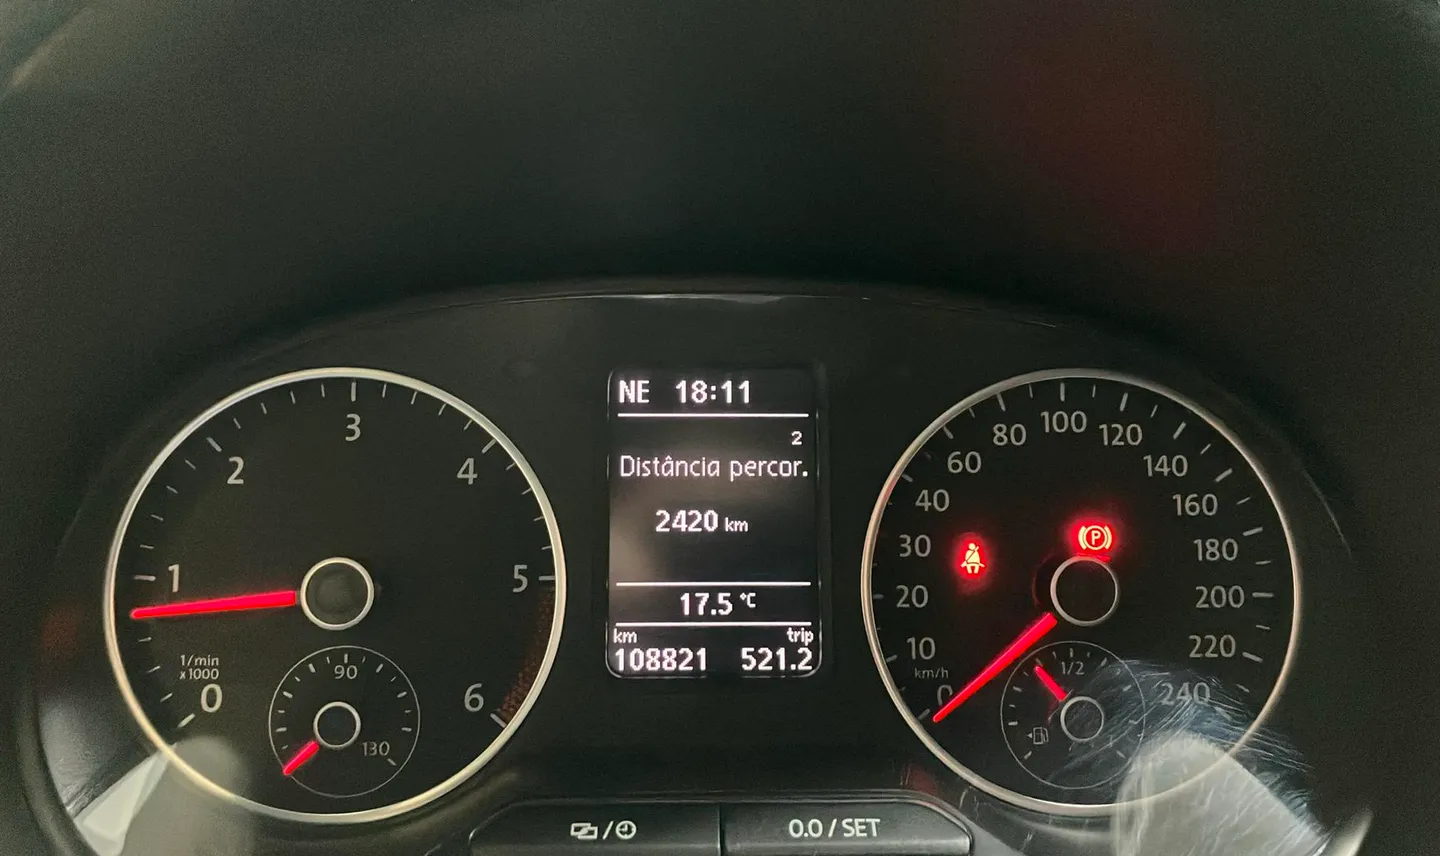 3
2
4
1
5
1/min
x1000
0
6
90
130
NE 18:11
2
Distância percor.
2420 km
17.5 °C
km trip
108821 521.2
100
80
120
60
140
40
160
30
180
20
200
10
220
km/h
0
240
1/2
P
0.0 / SET